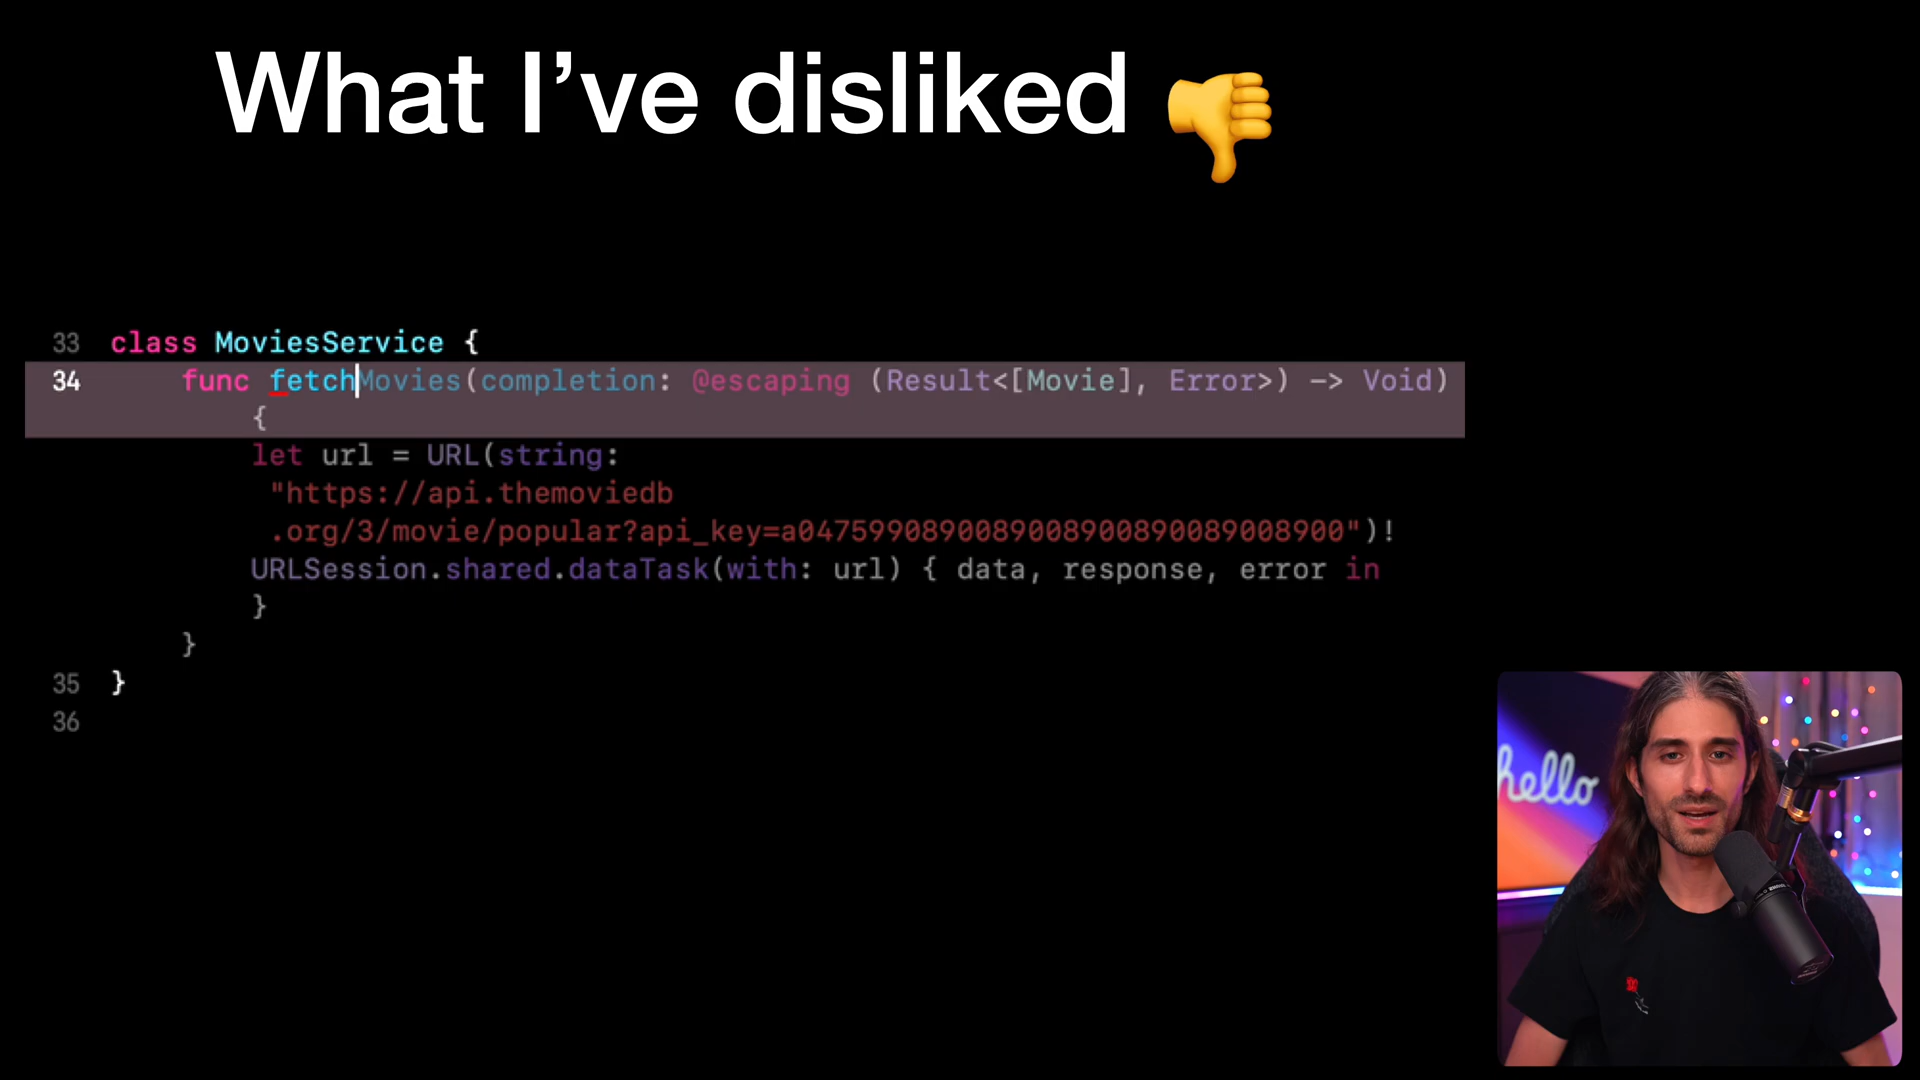 What I’ve disliked 👎
33 class MoviesService {
34 func fetchMovies(completion: @escaping (Result<[Movie], Error>) -> Void)
{
let url = URL(string:
"https://api.themoviedb
.org/3/movie/popular?api_key=a0475990890089008900890089008900")!
URLSession.shared.dataTask(with: url) { data, response, error in
}
}
35 }
36
hello